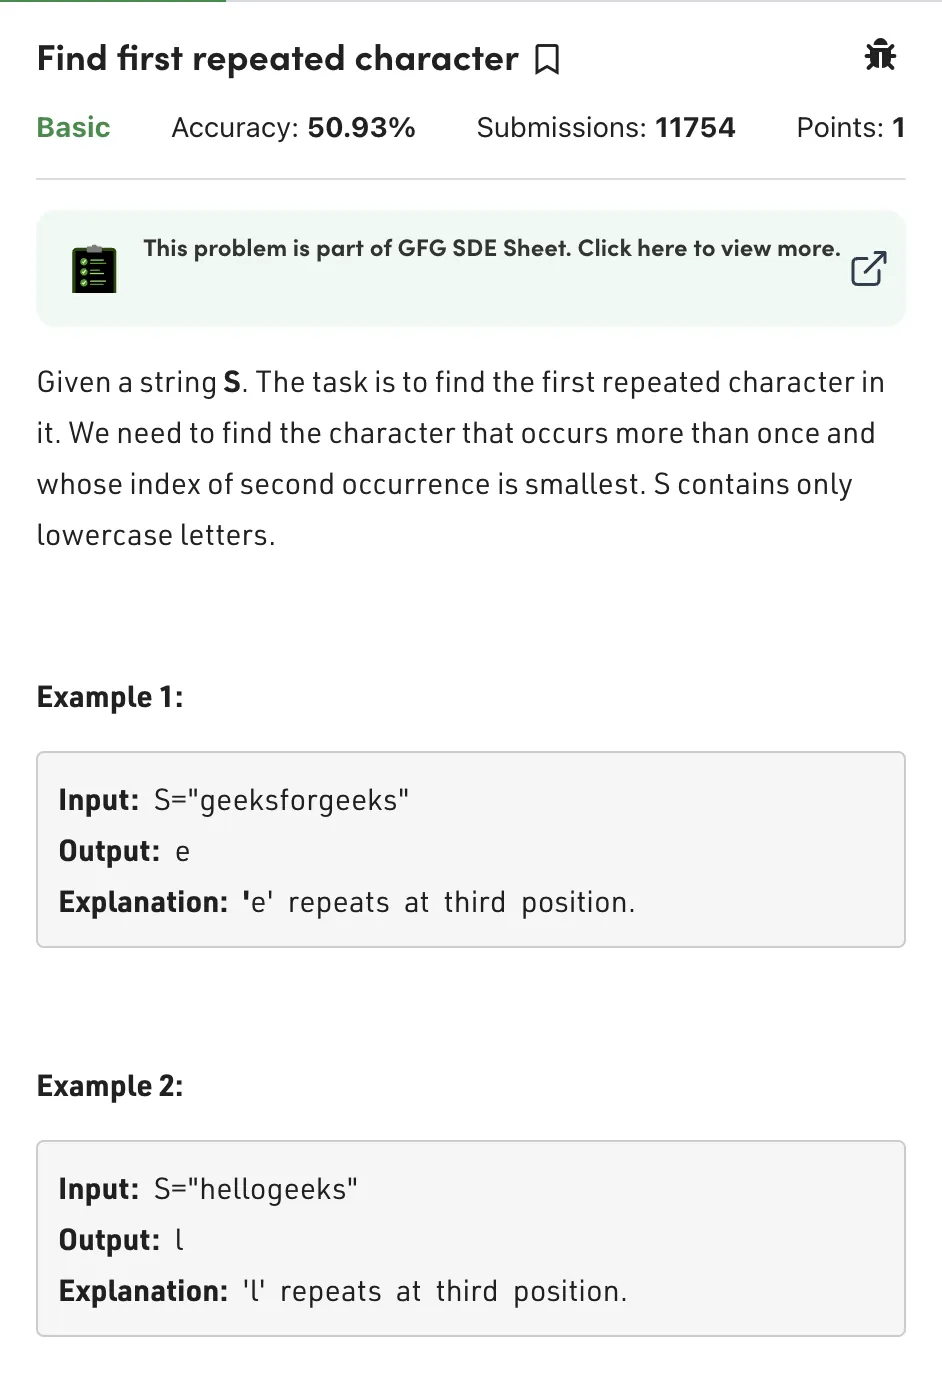 Find first repeated character
Basic Accuracy: 50.93% Submissions: 11754 Points: 1
This problem is part of GFG SDE Sheet. Click here to view more.
Given a string S. The task is to find the first repeated character in
it. We need to find the character that occurs more than once and
whose index of second occurrence is smallest. S contains only
lowercase letters.
Example 1:
Input: S="geeksforgeeks"
Output: e
Explanation: 'e' repeats at third position.
Example 2:
Input: S="hellogeeks"
Output: l
Explanation: 'l' repeats at third position.